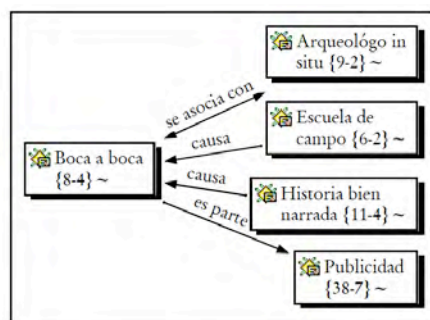 Arqueológo in
situ {9-2} ~
se asocia con
Escuela de
campo {6-2} ~
causa
Boca a boca
{8-4} ~
causa
Historia bien
narrada {11-4} ~
es parte
Publicidad
{38-7} ~